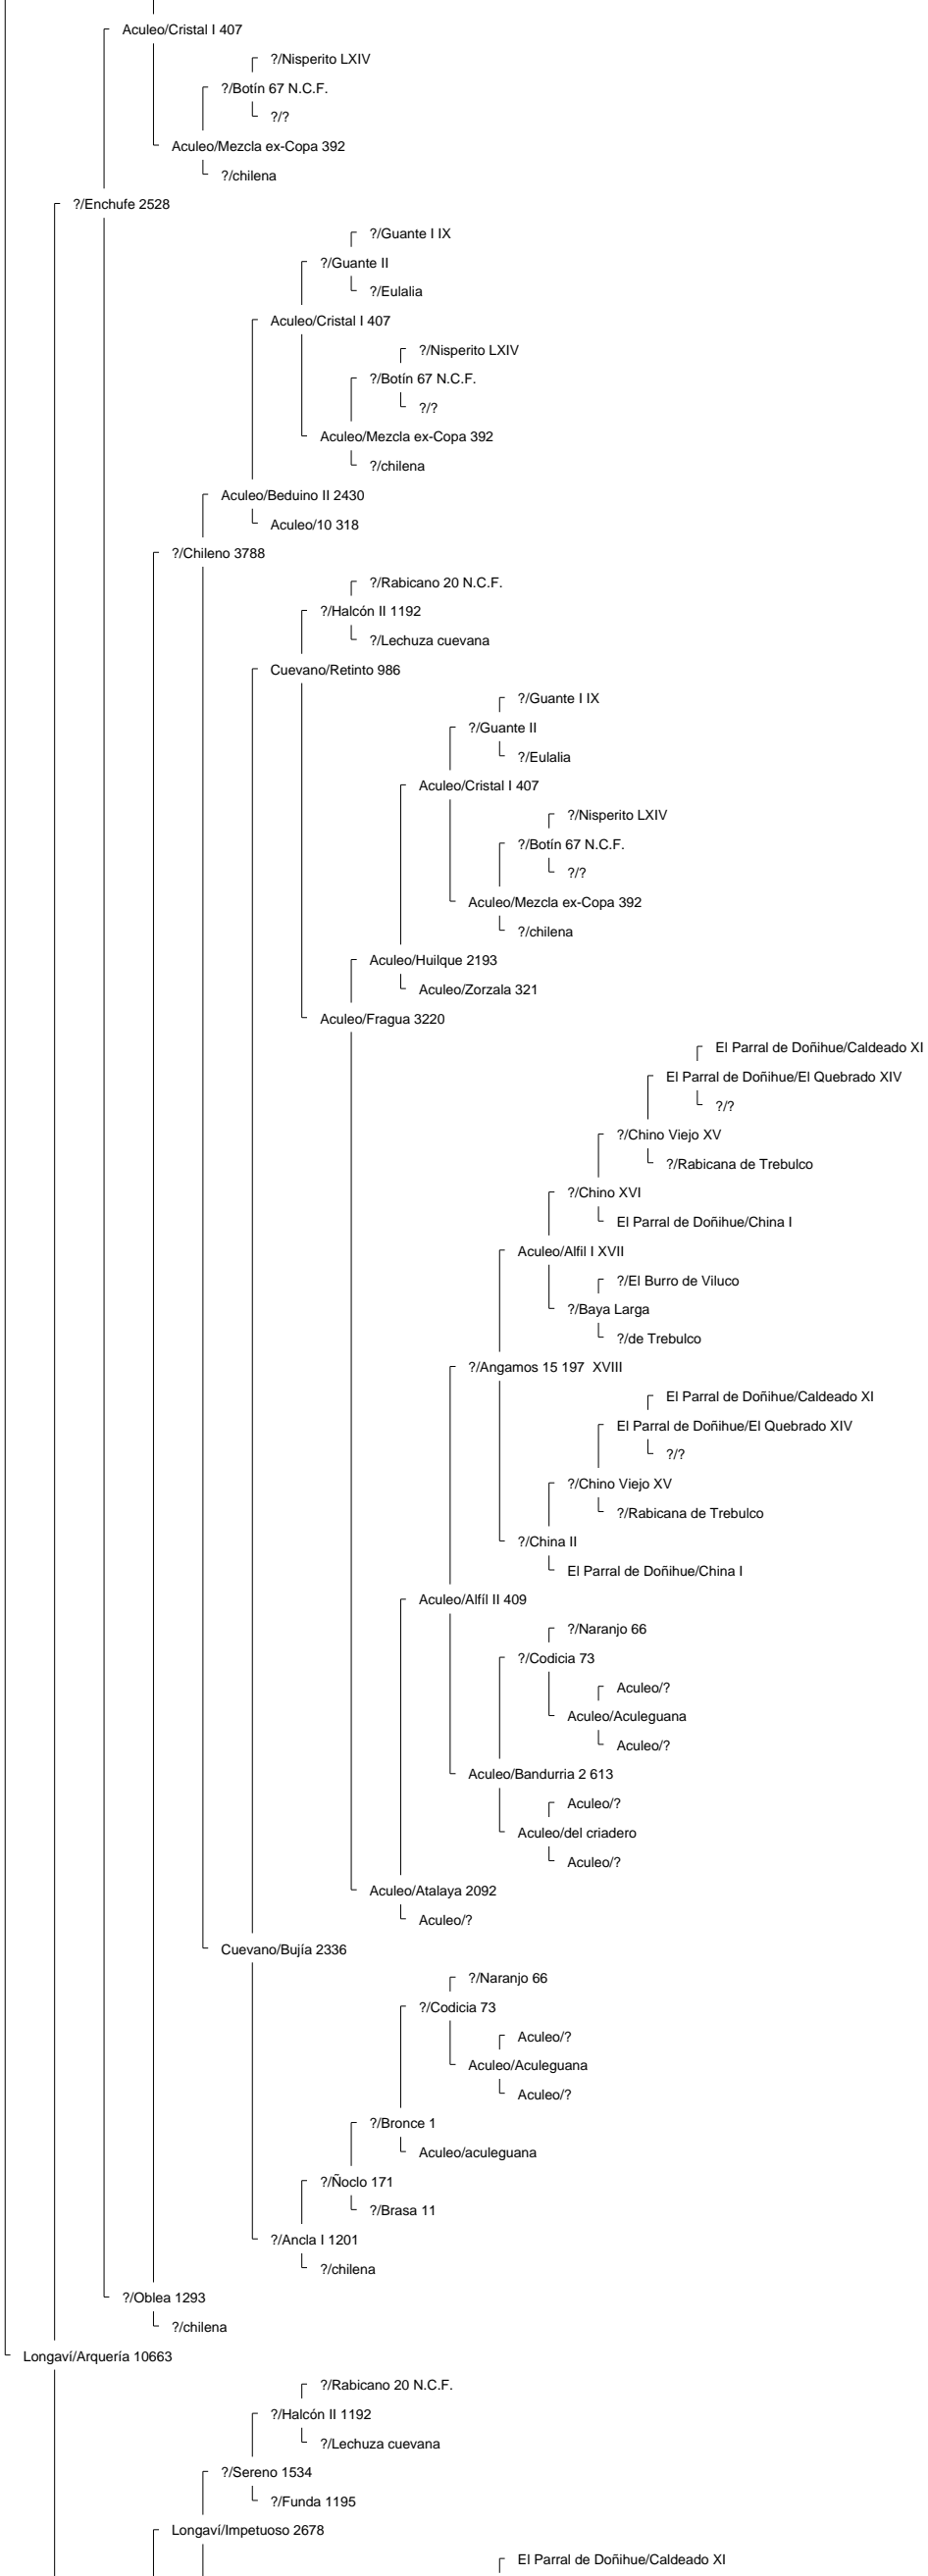 Aculeo/Cristal I 407
?/Nisperito LXIV
?/Botín 67 N.C.F.
?/?
Aculeo/Mezcla ex-Copa 392
?/chilena
?/Enchufe 2528
?/Guante I IX
?/Guante II
?/Eulalia
Aculeo/Cristal I 407
?/Nisperito LXIV
?/Botín 67 N.C.F.
?/?
Aculeo/Mezcla ex-Copa 392
?/chilena
Aculeo/Beduino II 2430
Aculeo/10 318
?/Chileno 3788
?/Rabicano 20 N.C.F.
?/Halcón II 1192
?/Lechuza cuevana
Cuevano/Retinto 986
?/Guante I IX
?/Guante II
?/Eulalia
Aculeo/Cristal I 407
?/Nisperito LXIV
?/Botín 67 N.C.F.
?/?
Aculeo/Mezcla ex-Copa 392
?/chilena
Aculeo/Huilque 2193
Aculeo/Zorzala 321
Aculeo/Fragua 3220
El Parral de Doñihue/Caldeado XI
El Parral de Doñihue/El Quebrado XIV
?/?
?/Chino Viejo XV
?/Rabicana de Trebulco
?/Chino XVI
El Parral de Doñihue/China I
Aculeo/Alfil I XVII
?/El Burro de Viluco
?/Baya Larga
?/de Trebulco
?/Angamos 15 197 XVIII
El Parral de Doñihue/Caldeado XI
El Parral de Doñihue/El Quebrado XIV
?/?
?/Chino Viejo XV
?/Rabicana de Trebulco
?/China II
El Parral de Doñihue/China I
Aculeo/Alfíl II 409
?/Naranjo 66
?/Codicia 73
Aculeo/?
Aculeo/Aculeguana
Aculeo/?
Aculeo/Bandurria 2 613
Aculeo/?
Aculeo/del criadero
Aculeo/?
Aculeo/Atalaya 2092
Aculeo/?
Cuevano/Bujía 2336
?/Naranjo 66
?/Codicia 73
Aculeo/?
Aculeo/Aculeguana
Aculeo/?
?/Bronce 1
Aculeo/aculeguana
?/Ñoclo 171
?/Brasa 11
?/Ancla I 1201
?/chilena
?/Oblea 1293
?/chilena
Longaví/Arquería 10663
?/Rabicano 20 N.C.F.
?/Halcón II 1192
?/Lechuza cuevana
?/Sereno 1534
?/Funda 1195
Longaví/Impetuoso 2678
El Parral de Doñihue/Caldeado XI